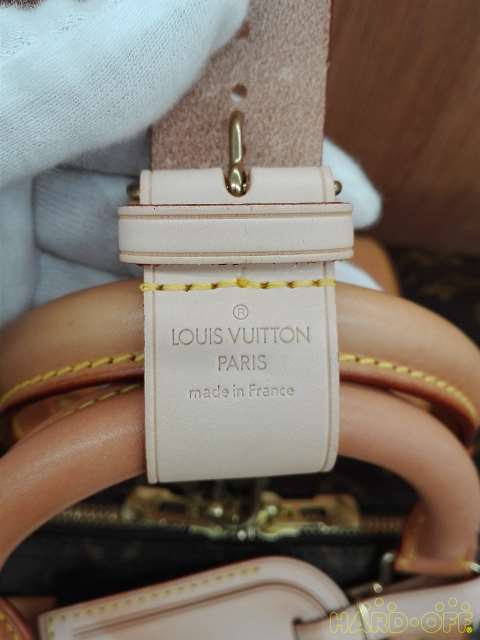 ®
LOUIS VUITTON
PARIS
made in France
HARD-OFF